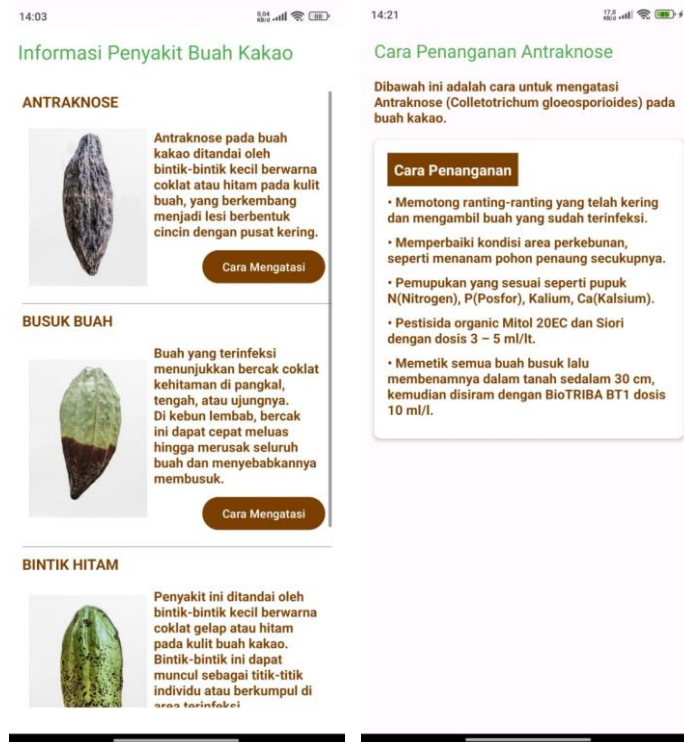 14:03
0,04 KB/d
88
Informasi Penyakit Buah Kakao
ANTRAKNOSE
Antraknose pada buah
kakao ditandai oleh
bintik-bintik kecil berwarna
coklat atau hitam pada kulit
buah, yang berkembang
menjadi lesi berbentuk
cincin dengan pusat kering.
Cara Mengatasi
BUSUK BUAH
Buah yang terinfeksi
menunjukkan bercak coklat
kehitaman di pangkal,
tengah, atau ujungnya.
Di kebun lembab, bercak
ini dapat cepat meluas
hingga merusak seluruh
buah dan menyebabkannya
membusuk.
Cara Mengatasi
BINTIK HITAM
Penyakit ini ditandai oleh
bintik-bintik kecil berwarna
coklat gelap atau hitam
pada kulit buah kakao.
Bintik-bintik ini dapat
muncul sebagai titik-titik
individu atau berkumpul di
area terinfeksi
14:21
17,0 KB/d
Cara Penanganan Antraknose
Dibawah ini adalah cara untuk mengatasi
Antraknose (Colletotrichum gloeosporioides) pada
buah kakao.
Cara Penanganan
• Memotong ranting-ranting yang telah kering
dan mengambil buah yang sudah terinfeksi.
• Memperbaiki kondisi area perkebunan,
seperti menanam pohon penaung secukupnya.
• Pemupukan yang sesuai seperti pupuk
N(Nitrogen), P(Posfor), Kalium, Ca(Kalsium).
• Pestisida organic Mitol 20EC dan Siori
dengan dosis 3 – 5 ml/lt.
• Memetik semua buah busuk lalu
membenamnya dalam tanah sedalam 30 cm,
kemudian disiram dengan BioTRIBA BT1 dosis
10 ml/l.